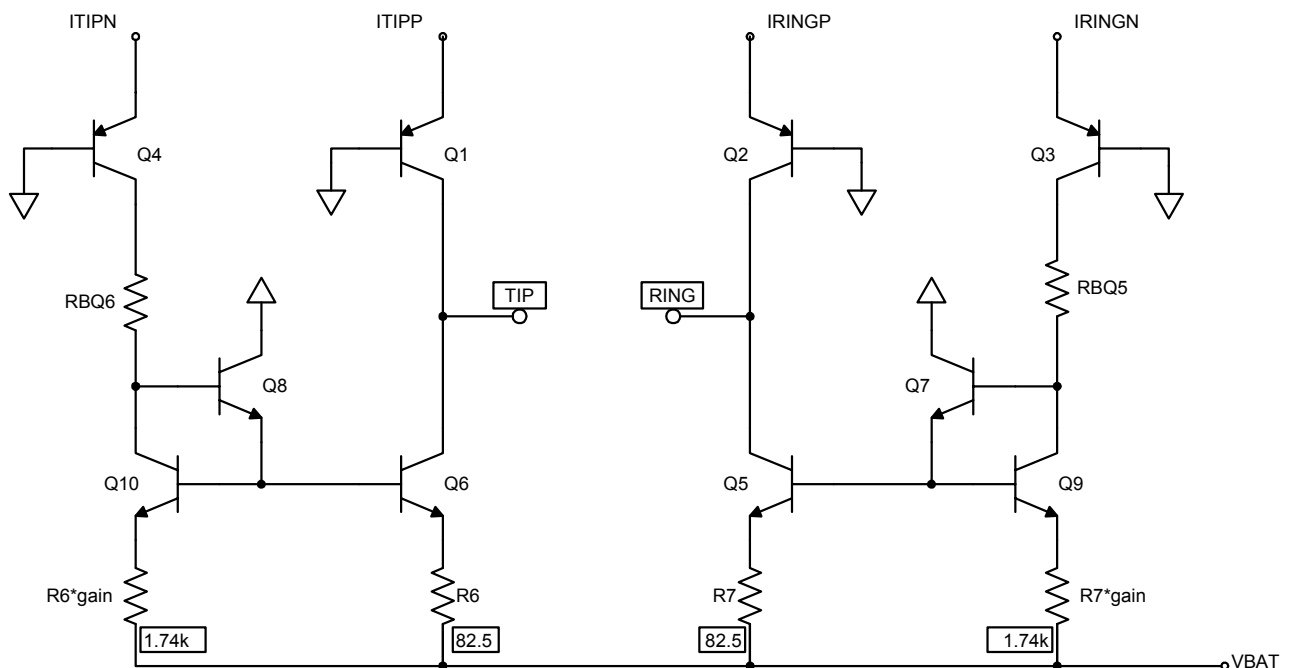 ITIPN
ITIPP
IRINGP
IRINGN
Q4
Q1
Q2
Q3
RBQ6
TIP
RING
RBQ5
Q8
Q7
Q10
Q6
Q5
Q9
R6*gain
R6
R7
R7*gain
1.74k
82.5
82.5
1.74k
VBAT